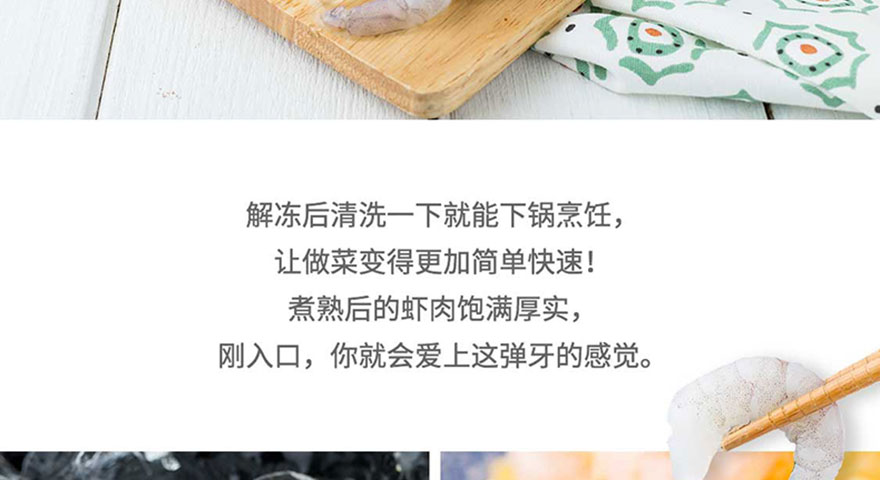 解冻后清洗一下就能下锅烹饪，
让做菜变得更加简单快速！
煮熟后的虾肉饱满厚实，
刚入口，你就会爱上这弹牙的感觉。